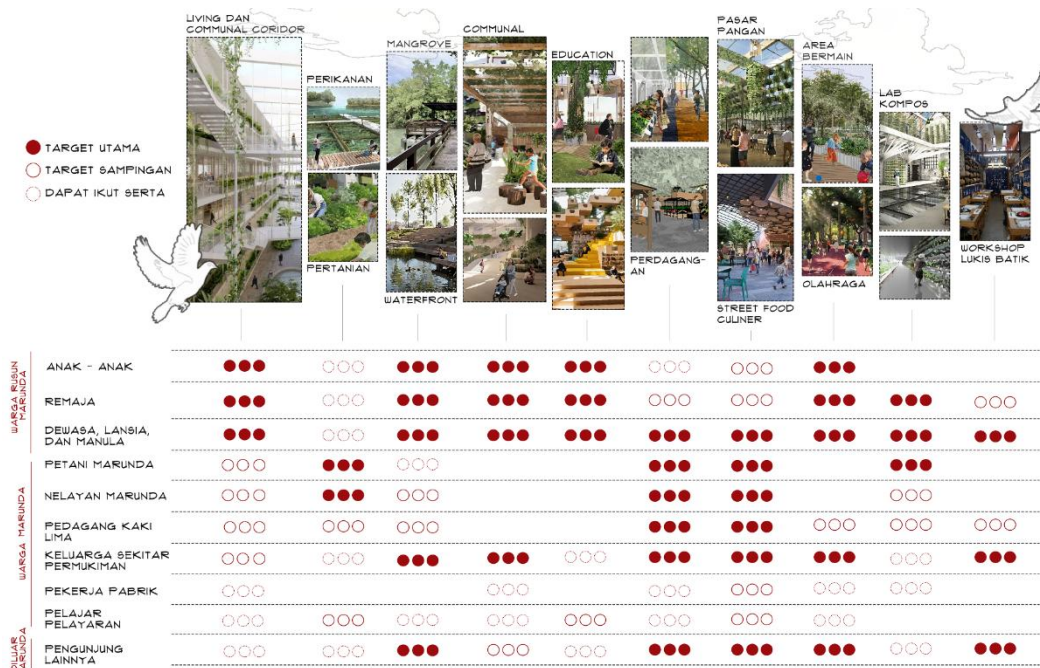 LIVING DAN
COMMUNAL CORIDOR
PERIKANAN
PERTANIAN
MANGROVE
WATERFRONT
COMMUNAL
EDUCATION
PERDAGANG-
AN
PASAR
PANGAN
STREET FOOD
CULINER
AREA
BERMAIN
OLAHRAGA
LAB
KOMPOS
WORKSHOP
LUKIS BATIK
TARGET UTAMA
TARGET SAMPINGAN
DAPAT IKUT SERTA
WARGA RUSUN
MARUNDA
ANAK - ANAK
REMAJA
DEWASA, LANSIA,
DAN MANULA
WARGA MARUNDA
PETANI MARUNDA
NELAYAN MARUNDA
PEDAGANG KAKI
LIMA
KELUARGA SEKITAR
PERMUKIMAN
PEKERJA PABRIK
PELAJAR
PELAYARAN
DILUAR
MARUNDA
PENGUNJUNG
LAINNYA